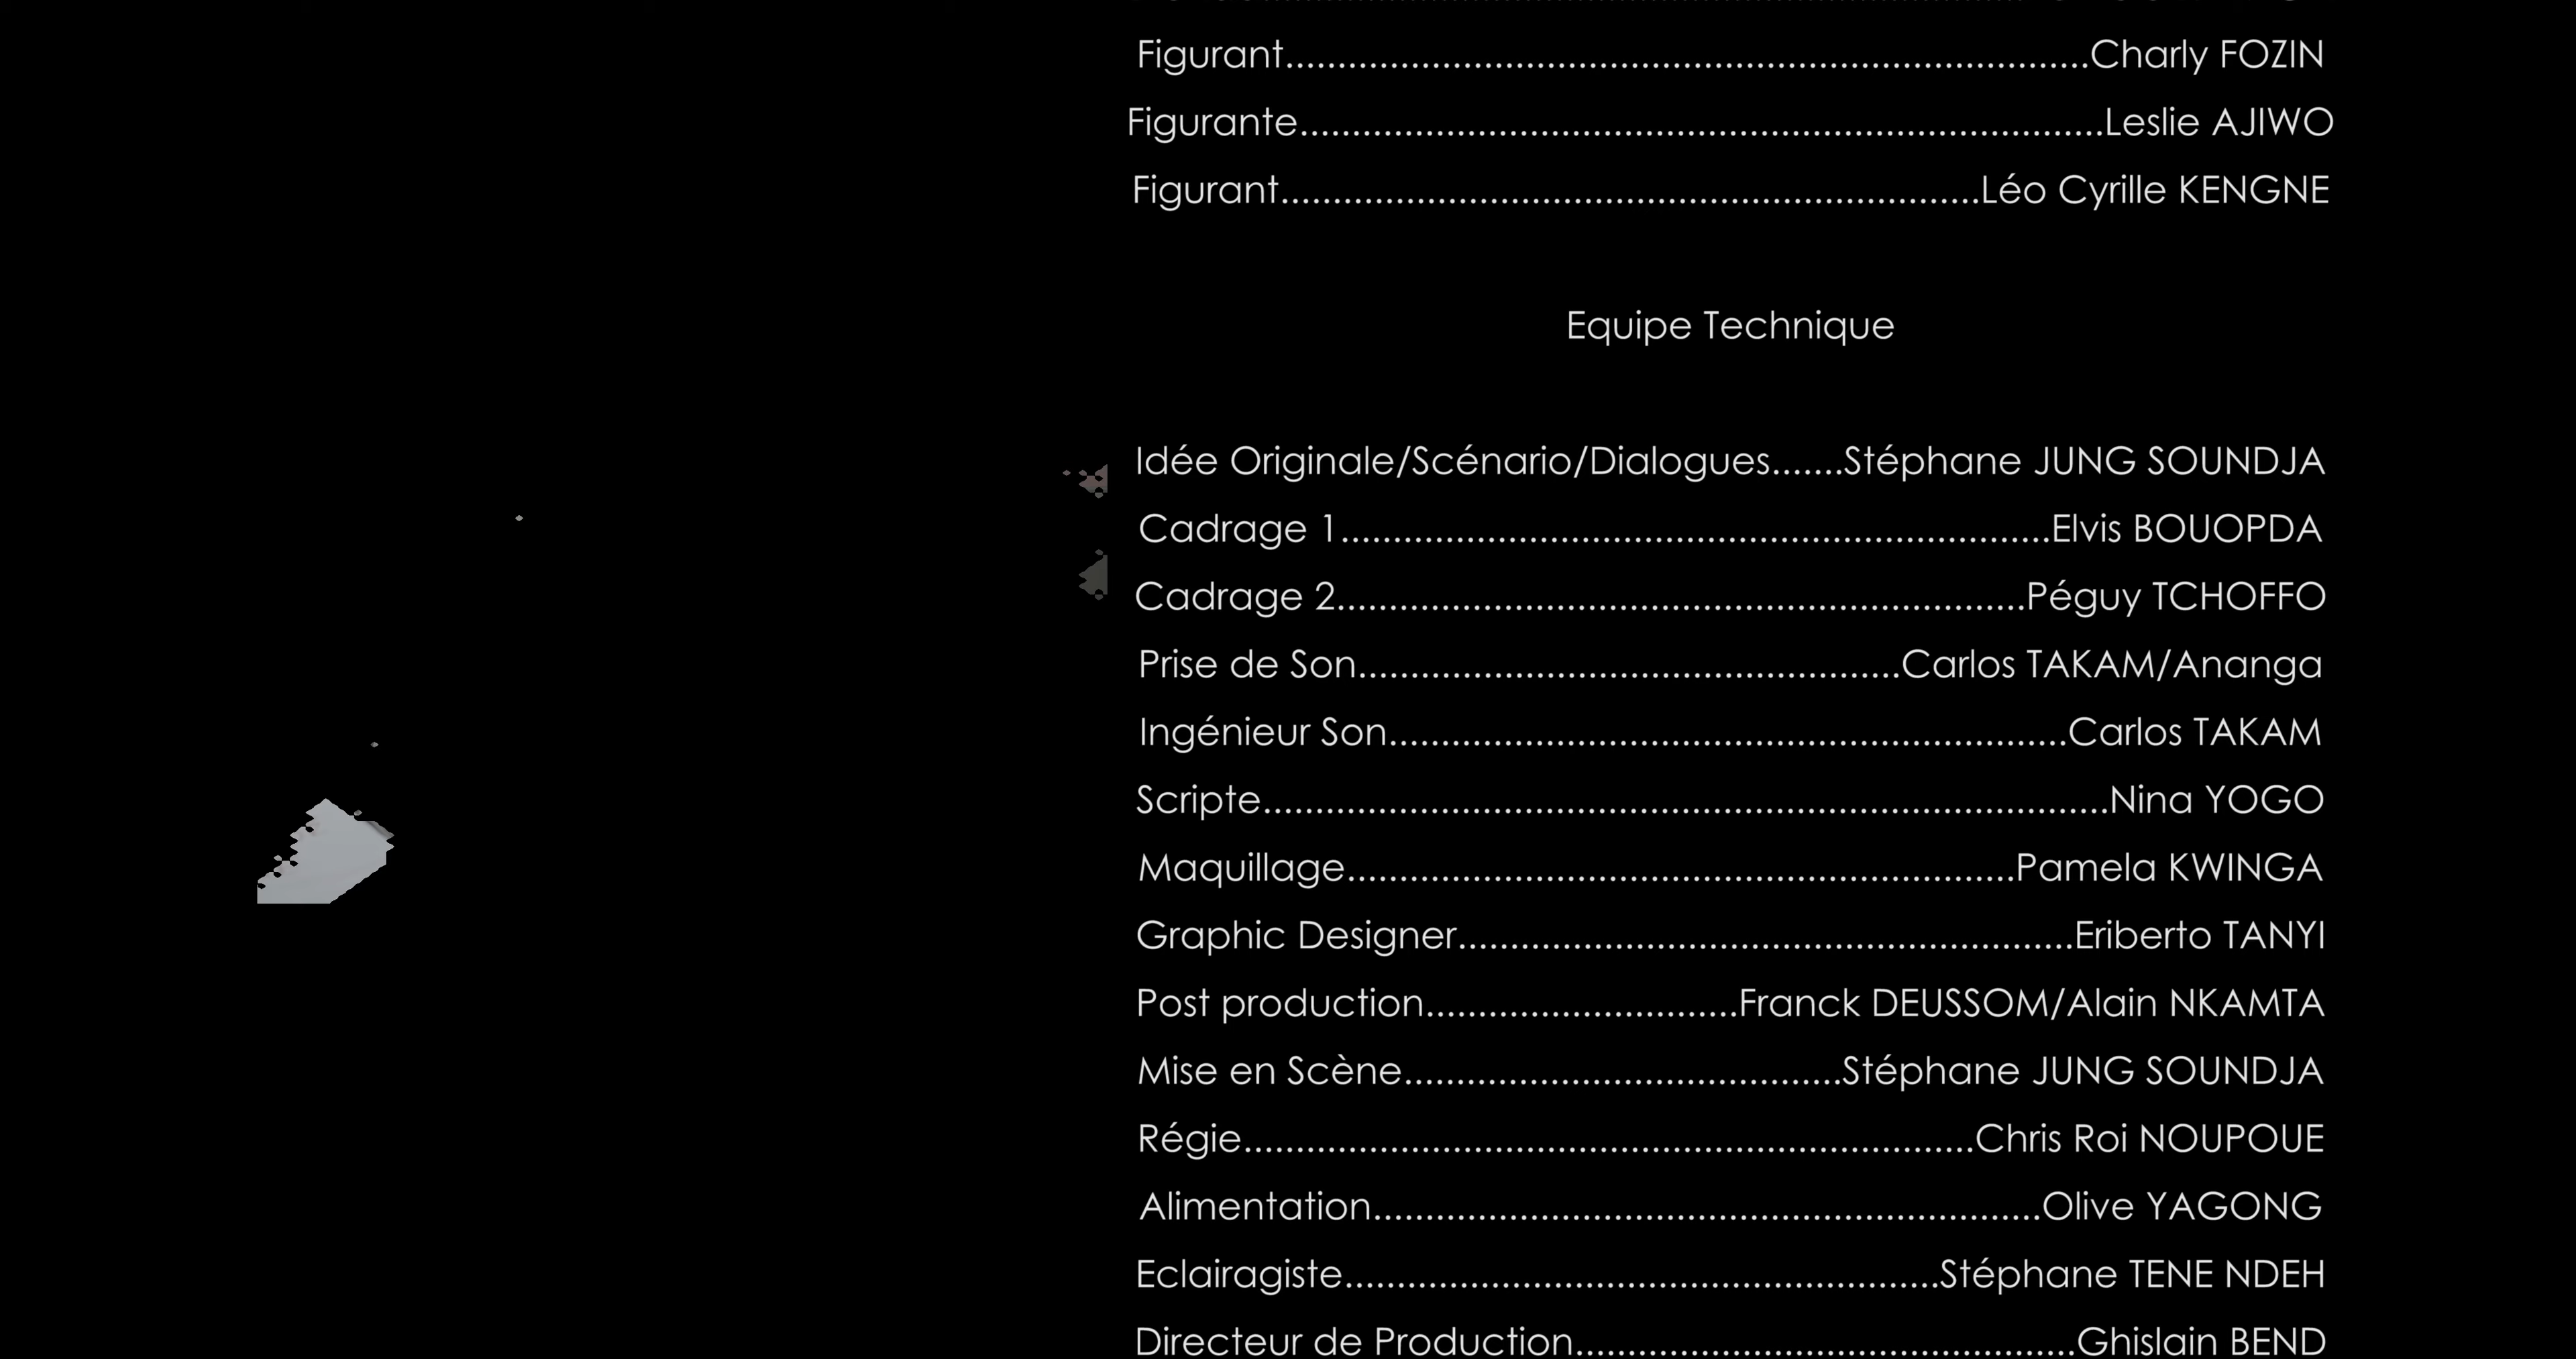 Figurant................................................................................Charly FOZIN
Figurante................................................................................Leslie AJIWO
Figurant......................................................................Léo Cyrille KENGNE
Equipe Technique
Idée Originale/Scénario/Dialogues.......Stéphane JUNG SOUNDJA
Cadrage 1.......................................................................Elvis BOUOPDA
Cadrage 2.....................................................................Péguy TCHOFFO
Prise de Son......................................................Carlos TAKAM/Ananga
Ingénieur Son....................................................................Carlos TAKAM
Scripte.....................................................................................Nina YOGO
Maquillage...................................................................Pamela KWINGA
Graphic Designer..............................................................Eriberto TANYI
Post production...............................Franck DEUSSOM/Alain NKAMTA
Mise en Scène............................................Stéphane JUNG SOUNDJA
Régie.........................................................................Chris Roi NOUPOUE
Alimentation...................................................................Olive YAGONG
Eclairagiste............................................................Stéphane TENE NDEH
Directeur de Production..................................................Ghislain BEND